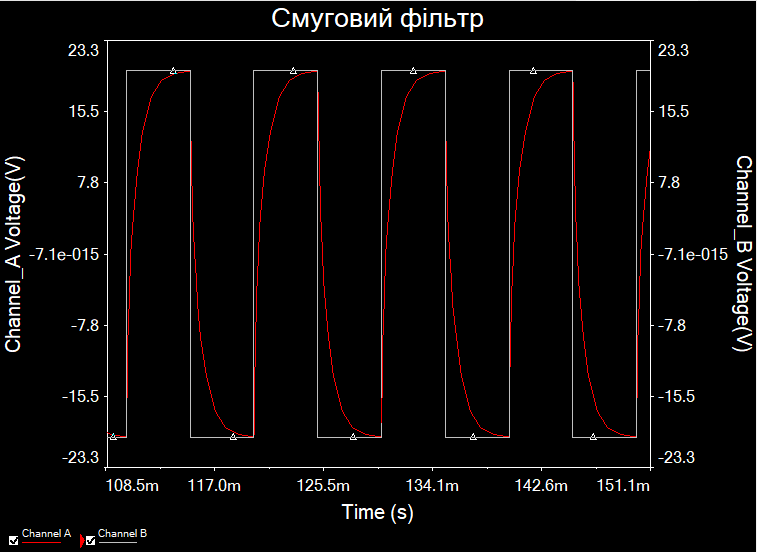 Смуговий фільтр
23.3
23.3
15.5
15.5
7.8
7.8
-7.1e-015
-7.1e-015
-7.8
-7.8
-15.5
-15.5
-23.3
-23.3
Channel_A Voltage(V)
Channel_B Voltage(V)
108.5m 117.0m 125.5m 134.1m 142.6m 151.1m
Time (s)
Channel A Channel B